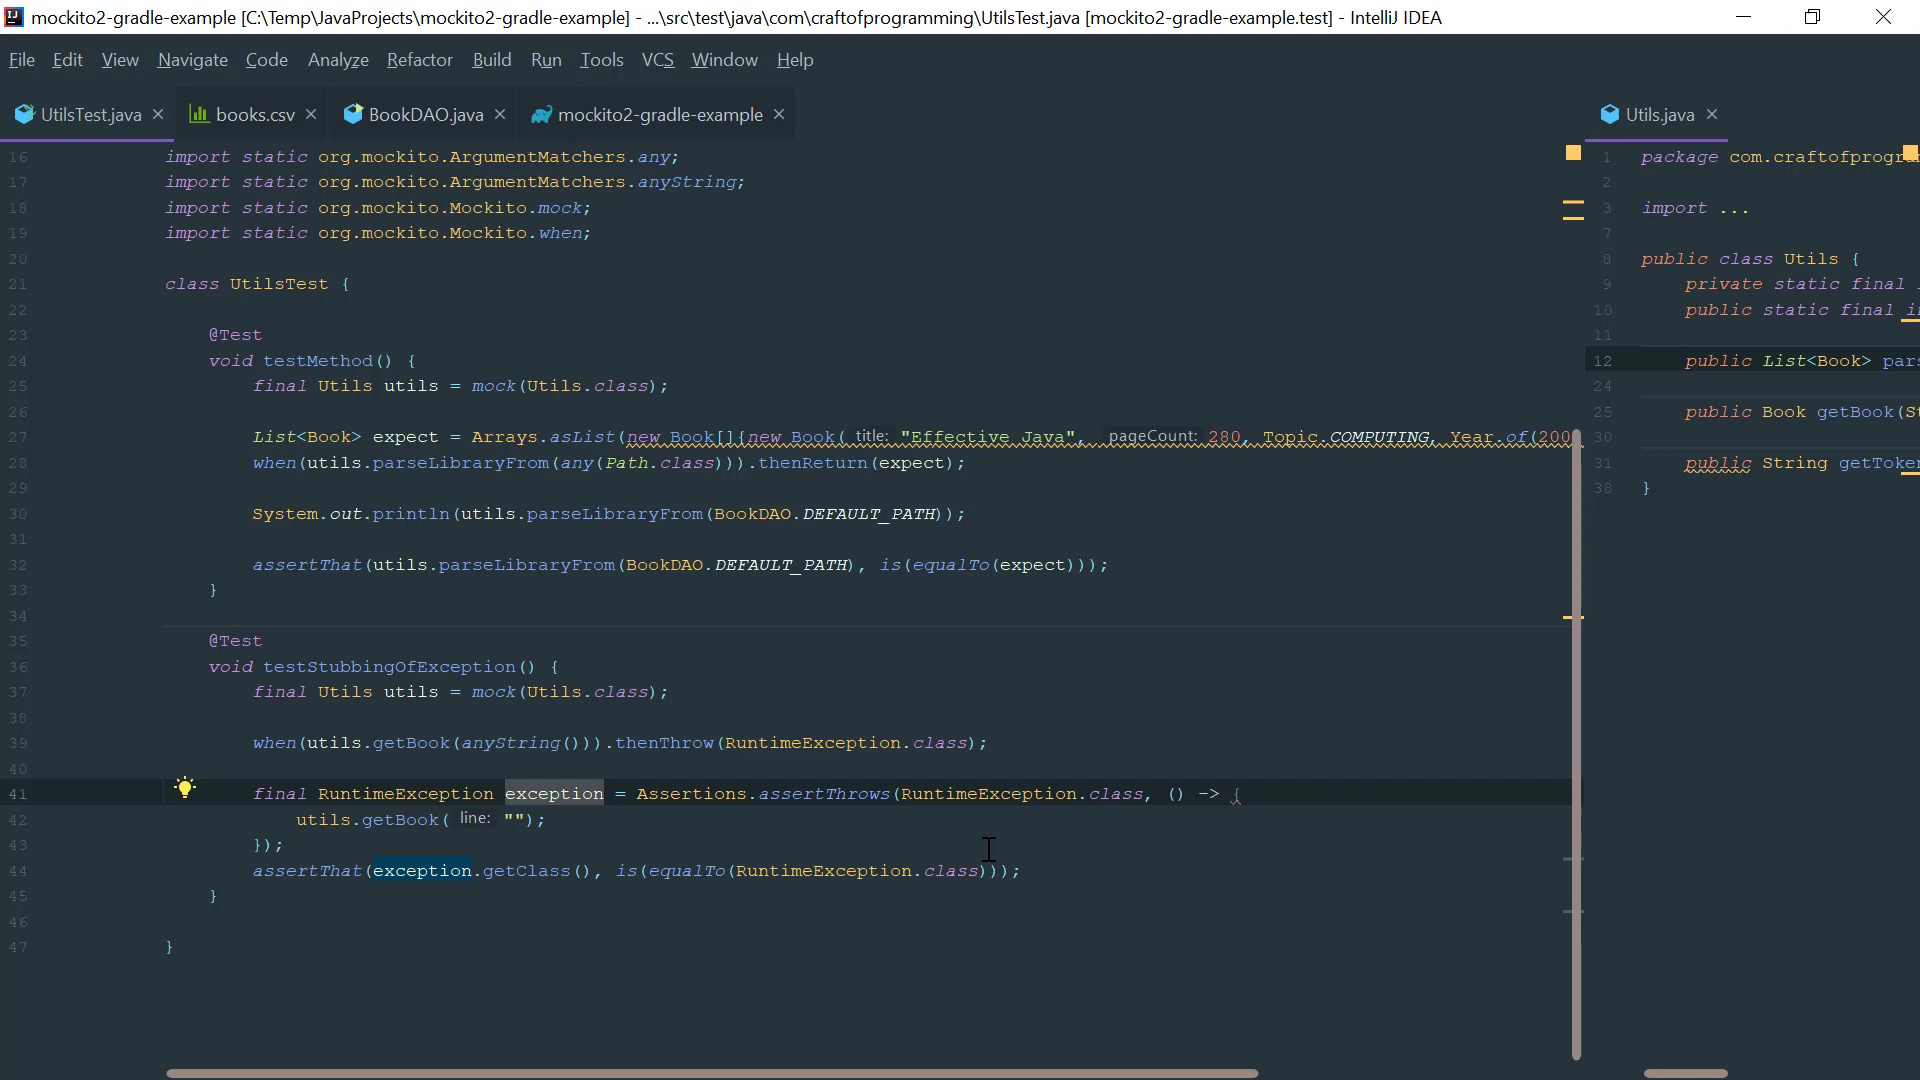 mockito2-gradle-example [C:\Temp\JavaProjects\mockito2-gradle-example] - ...\src\test\java\com\craftofprogramming\UtilsTest.java [mockito2-gradle-example.test] - IntelliJ IDEA
File Edit View Navigate Code Analyze Refactor Build Run Tools VCS Window Help
UtilsTest.java books.csv BookDAO.java mockito2-gradle-example
16 import static org.mockito.ArgumentMatchers.any;
17 import static org.mockito.ArgumentMatchers.anyString;
18 import static org.mockito.Mockito.mock;
19 import static org.mockito.Mockito.when;
20
21 class UtilsTest {
22
23 @Test
24 void testMethod() {
25 final Utils utils = mock(Utils.class);
26
27 List<Book> expect = Arrays.asList(new Book[]{new Book( title: "Effective Java", pageCount: 280, Topic.COMPUTING, Year.of(200
28 when(utils.parseLibraryFrom(any(Path.class))).thenReturn(expect);
29
30 System.out.println(utils.parseLibraryFrom(BookDAO.DEFAULT_PATH));
31
32 assertThat(utils.parseLibraryFrom(BookDAO.DEFAULT_PATH), is(equalTo(expect)));
33 }
34
35 @Test
36 void testStubbingOfException() {
37 final Utils utils = mock(Utils.class);
38
39 when(utils.getBook(anyString())).thenThrow(RuntimeException.class);
40
41 final RuntimeException exception = Assertions.assertThrows(RuntimeException.class, () -> {
42 utils.getBook( line: "");
43 });
44 assertThat(exception.getClass(), is(equalTo(RuntimeException.class)));
45 }
46
47 }
Utils.java
1 package com.craftofprogra
2
3 import ...
7
8 public class Utils {
9 private static final
10 public static final i
11
12 public List<Book> pars
24
25 public Book getBook(St
30
31 public String getToke
38 }